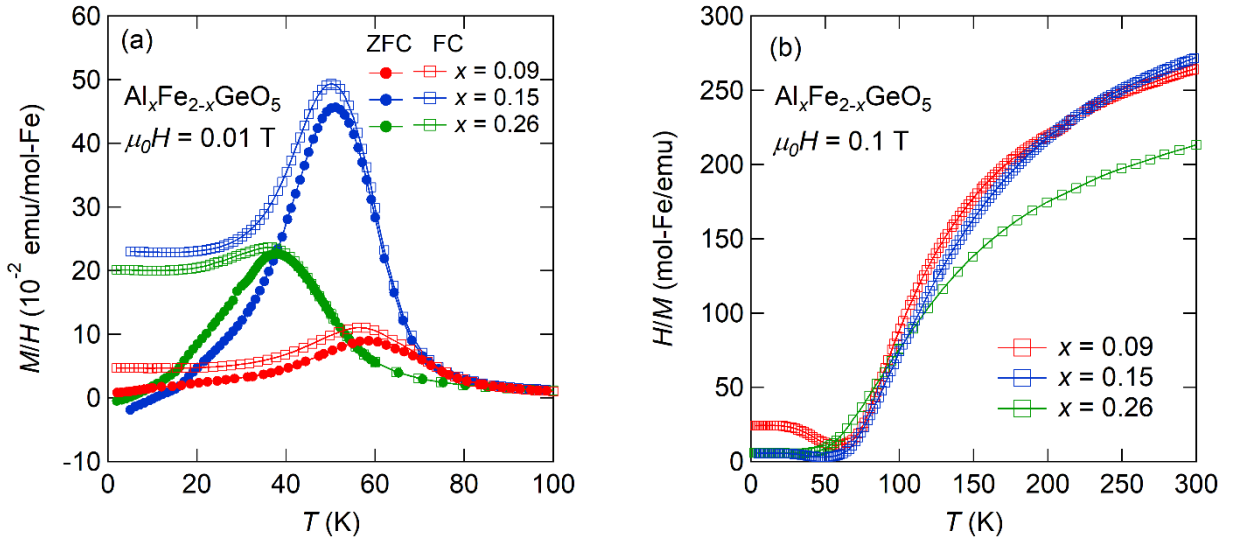 (a)
ZFC FC
x = 0.09
x = 0.15
x = 0.26
AlxFe2-xGeO5
μ0H = 0.01 T
M/H (10-2 emu/mol-Fe)
60
50
40
30
20
10
0
-10
0 20 40 60 80 100
T (K)
(b)
AlxFe2-xGeO5
μ0H = 0.1 T
x = 0.09
x = 0.15
x = 0.26
H/M (mol-Fe/emu)
300
250
200
150
100
50
0
0 50 100 150 200 250 300
T (K)